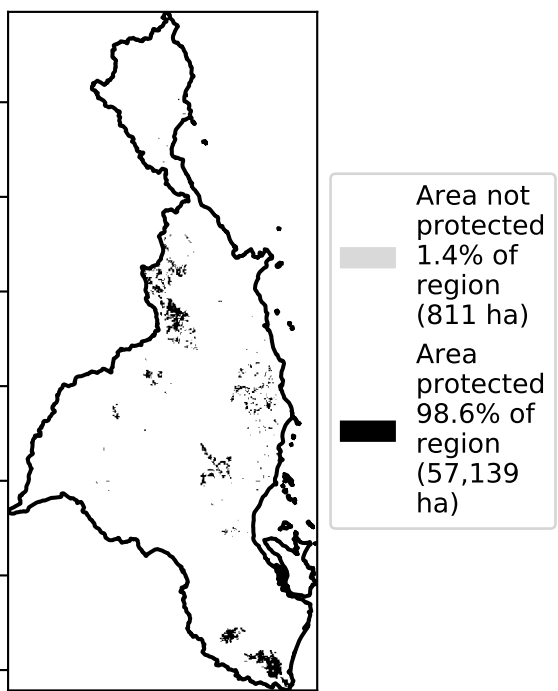 Area not
protected
1.4% of
region
(811 ha)
Area
protected
98.6% of
region
(57,139
ha)